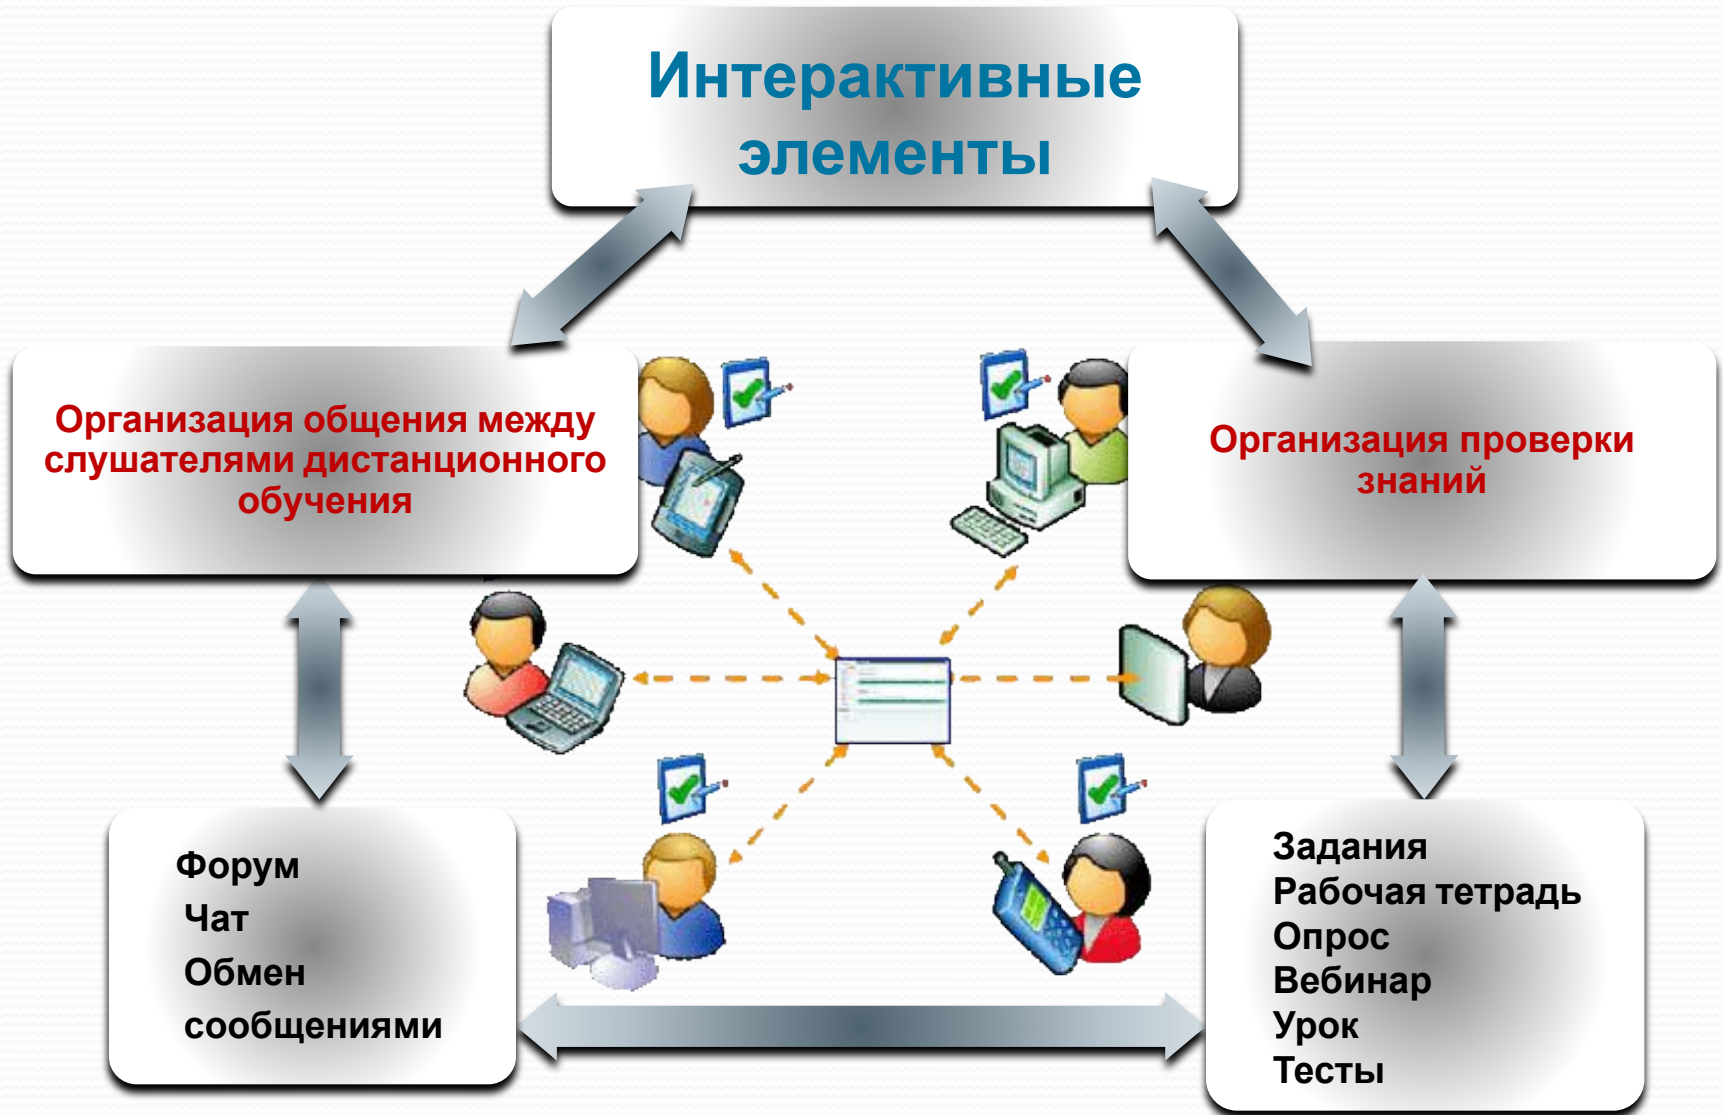 Интерактивные
элементы
Организация общения между
слушателями дистанционного
обучения
Организация проверки
знаний
Форум
Чат
Обмен
сообщениями
Задания
Рабочая тетрадь
Опрос
Вебинар
Урок
Тесты